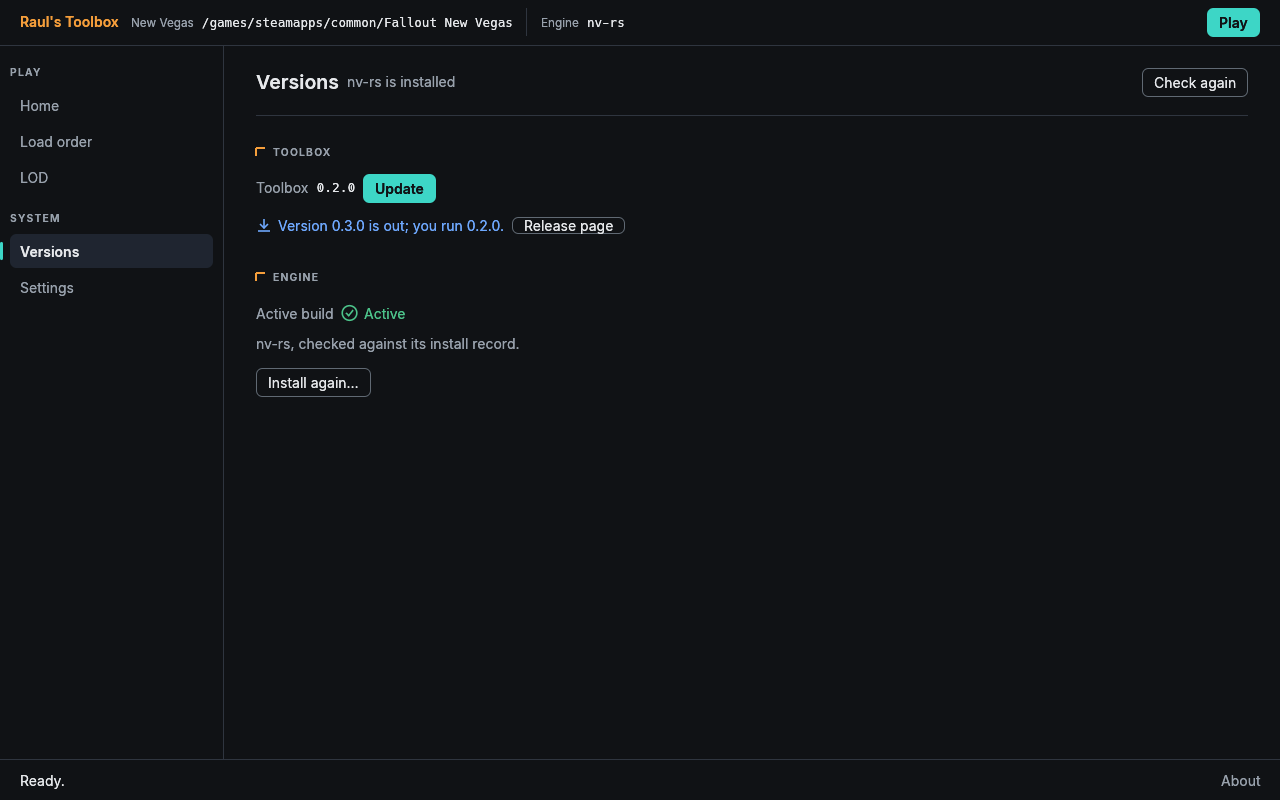 Raul's Toolbox New Vegas /games/steamapps/common/Fallout New Vegas Engine nv-rs Play
PLAY
Home
Load order
LOD
SYSTEM
Versions
Settings
Versions nv-rs is installed Check again
TOOLBOX
Toolbox 0.2.0 Update
Version 0.3.0 is out; you run 0.2.0. Release page
ENGINE
Active build Active
nv-rs, checked against its install record.
Install again...
Ready. About